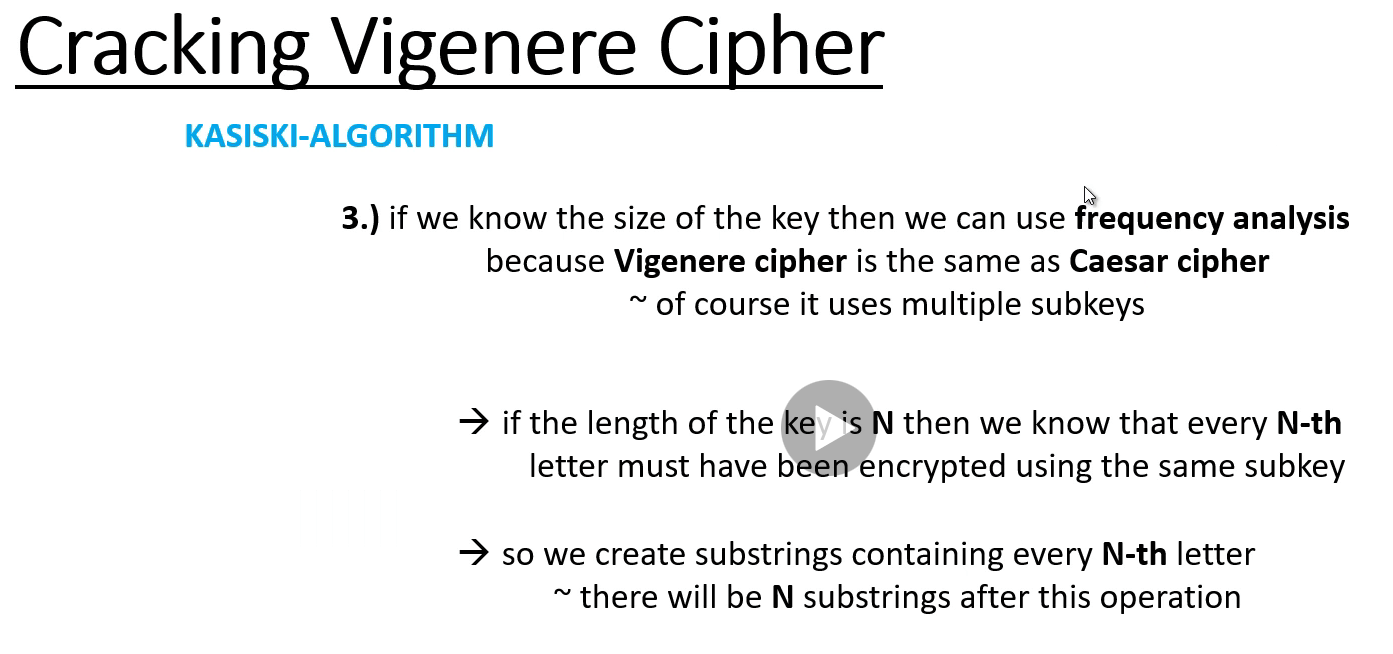 Cracking Vigenere Cipher
KASISKI-ALGORITHM
3.) if we know the size of the key then we can use frequency analysis
because Vigenere cipher is the same as Caesar cipher
~ of course it uses multiple subkeys
→ if the length of the key is N then we know that every N-th
letter must have been encrypted using the same subkey
→ so we create substrings containing every N-th letter
~ there will be N substrings after this operation